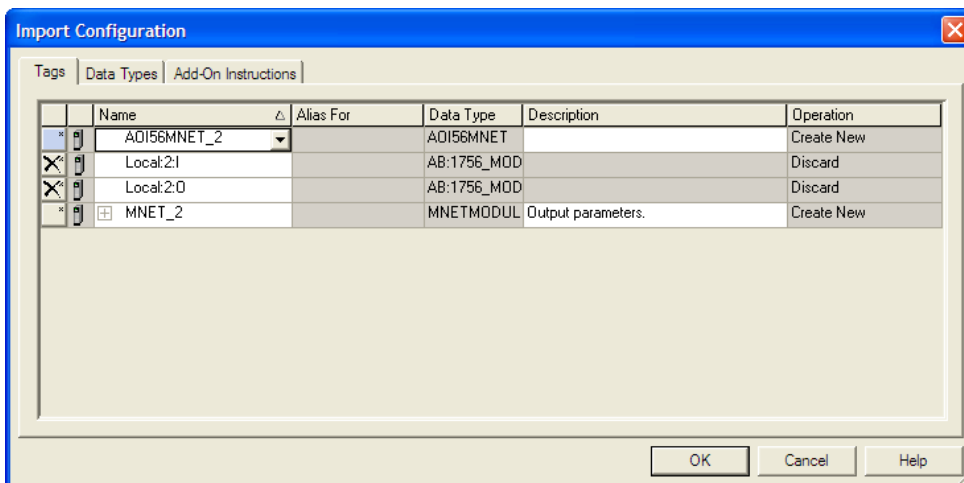 Import Configuration
Tags Data Types Add-On Instructions
Name Alias For Data Type Description Operation
AOI56MNET_2 AOI56MNET Create New
Local:2:I AB:1756_MOD Discard
Local:2:O AB:1756_MOD Discard
MNET_2 MNETMODUL Output parameters. Create New
OK Cancel Help